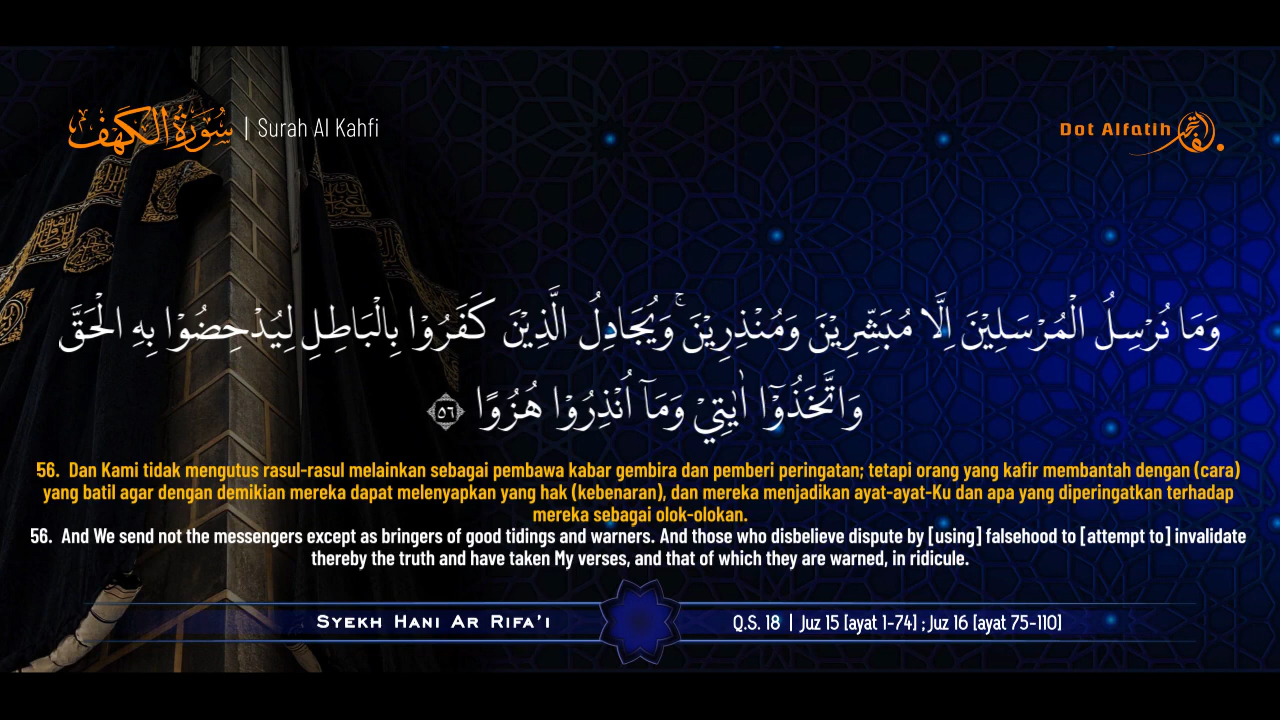 سُوْرَةُ الْكَهْف | Surah Al Kahfi
Dot Alfatih
وَمَا نُرْسِلُ الْمُرْسَلِيْنَ اِلَّا مُبَشِّرِيْنَ وَمُنْذِرِيْنَۚ وَيُجَادِلُ الَّذِيْنَ كَفَرُوْا بِالْبَاطِلِ لِيُدْحِضُوْا بِهِ الْحَقَّ
وَاتَّخَذُوْٓا اٰيٰتِيْ وَمَآ اُنْذِرُوْا هُزُوًا ٥٦
56. Dan Kami tidak mengutus rasul-rasul melainkan sebagai pembawa kabar gembira dan pemberi peringatan; tetapi orang yang kafir membantah dengan (cara)
yang batil agar dengan demikian mereka dapat melenyapkan yang hak (kebenaran), dan mereka menjadikan ayat-ayat-Ku dan apa yang diperingatkan terhadap
mereka sebagai olok-olokan.
56. And We send not the messengers except as bringers of good tidings and warners. And those who disbelieve dispute by [using] falsehood to [attempt to] invalidate
thereby the truth and have taken My verses, and that of which they are warned, in ridicule.
Syekh Hani Ar Rifa'i
Q.S. 18 | Juz 15 [ayat 1-74] ; Juz 16 [ayat 75-110]